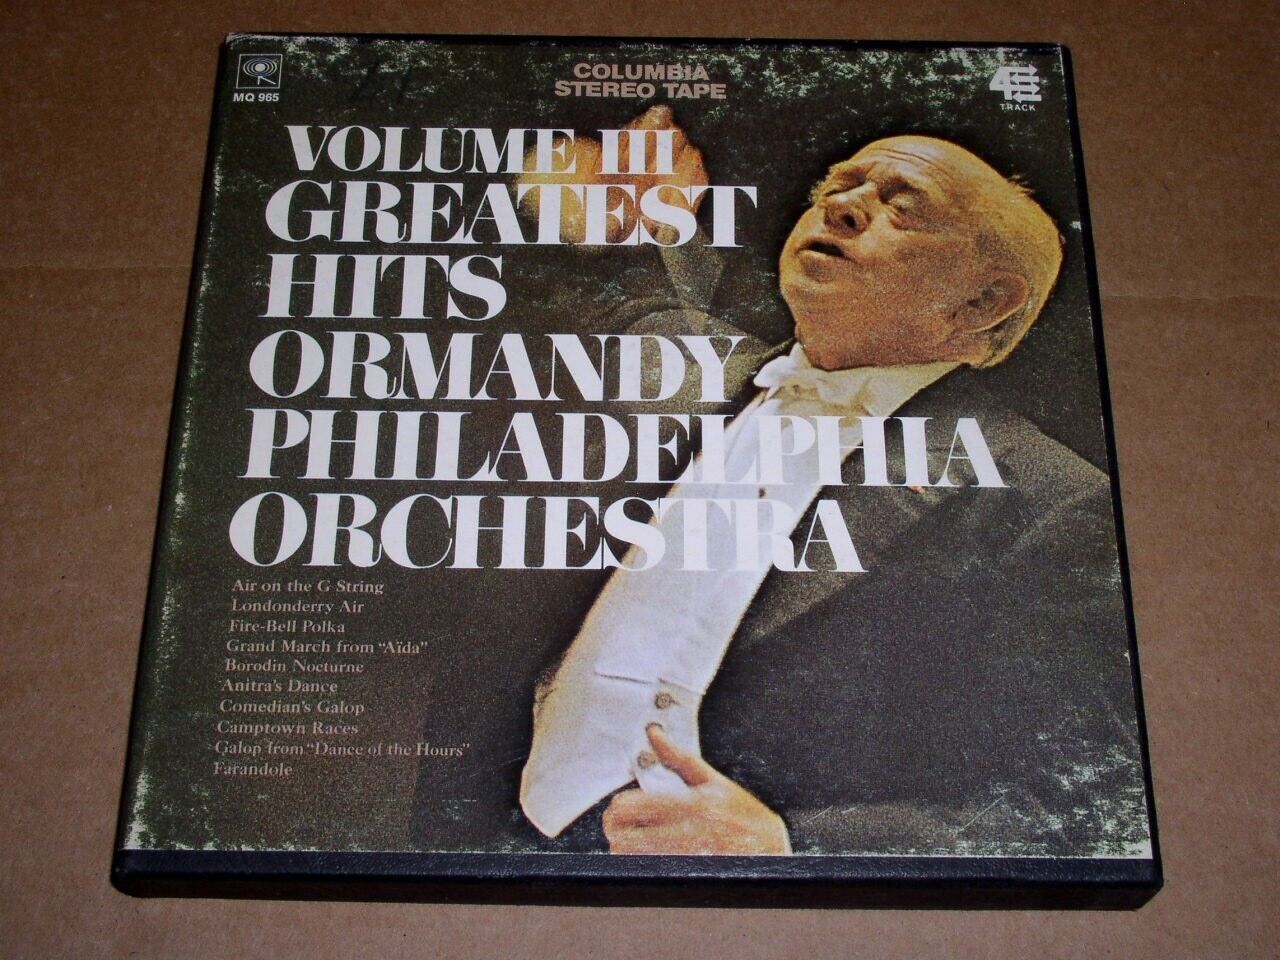 MQ 965
COLUMBIA
STEREO TAPE
4
TRACK
VOLUME III
GREATEST
HITS
ORMANDY
PHILADELPHIA
ORCHESTRA
Air on the G String
Londonderry Air
Fire-Bell Polka
Grand March from "Aïda"
Borodin Nocturne
Anitra's Dance
Comedian's Galop
Camptown Races
Galop from "Dance of the Hours"
Farandole